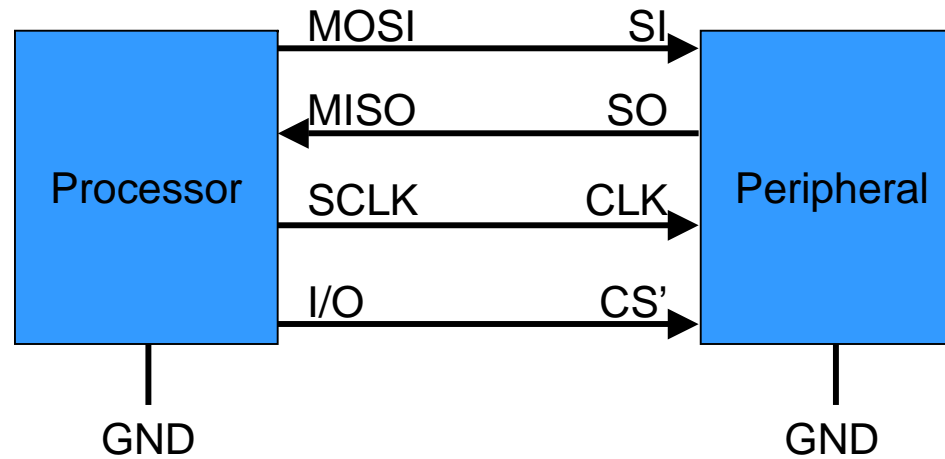 MOSI SI
MISO SO
Processor Peripheral
SCLK CLK
I/O CS’
GND GND